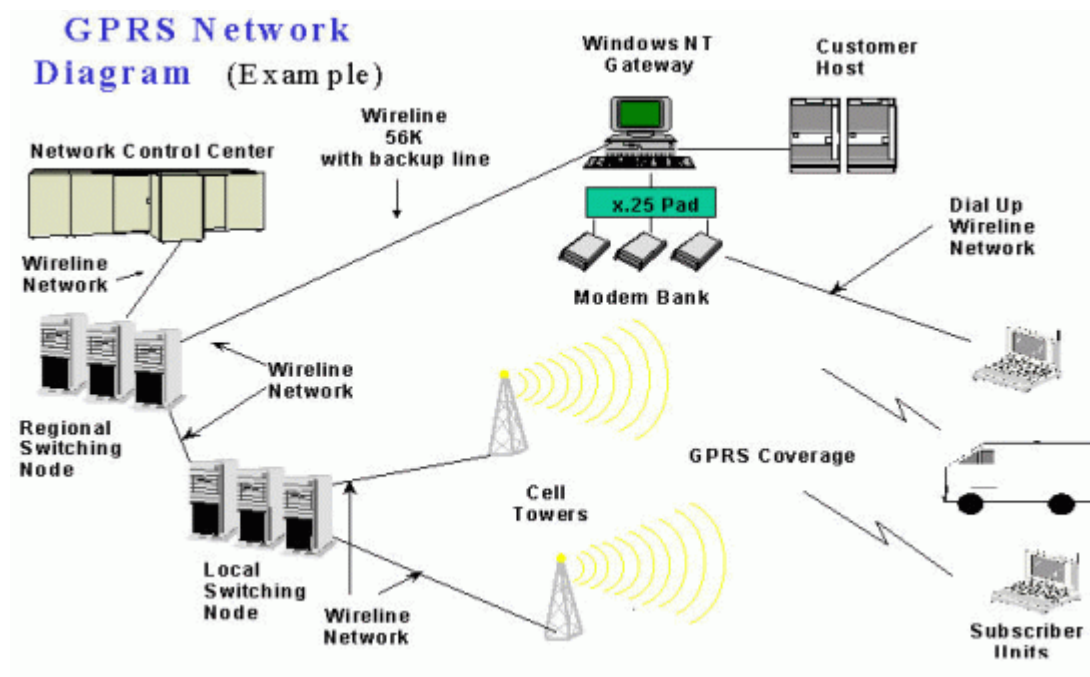 GPRS Network
Diagram (Example)
Windows NT
Gateway
Customer
Host
Wireline
56K
with backup line
Network Control Center
x.25 Pad
Dial Up
Wireline
Network
Wireline
Network
Modem Bank
Wireline
Network
Regional
Switching
Node
GPRS Coverage
Cell
Towers
Local
Switching
Node
Wireline
Network
Subscriber
Units